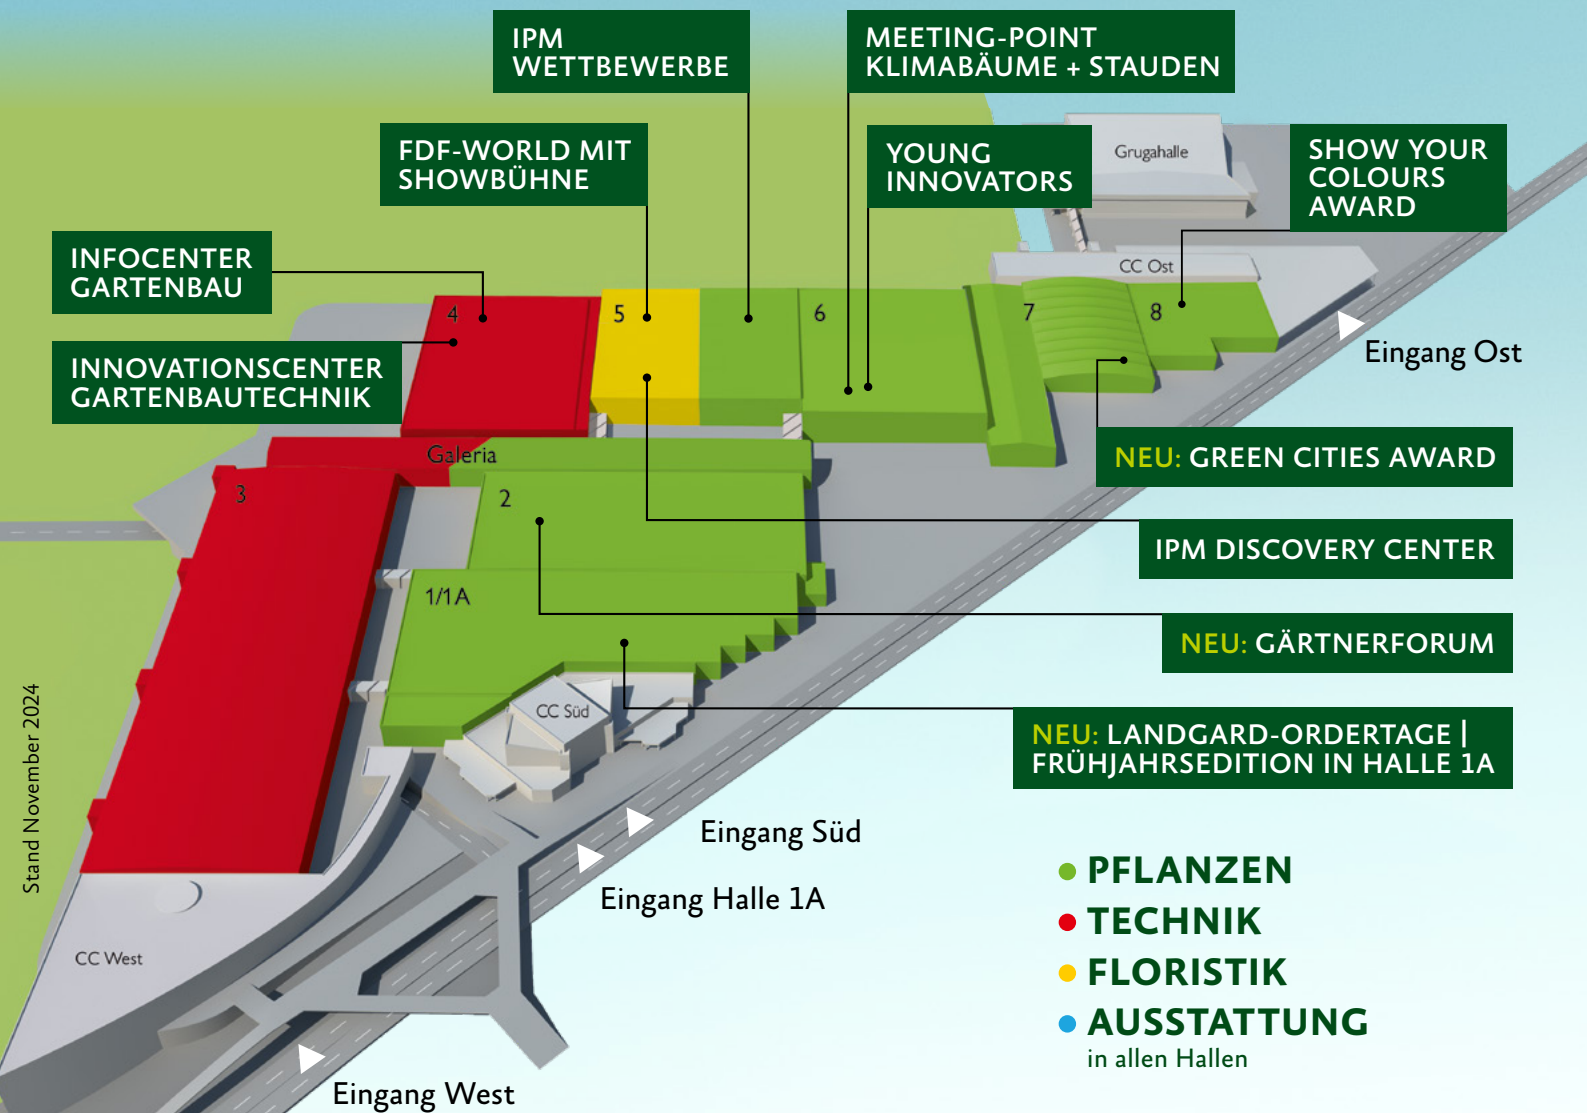 IPM
WETTBEWERBE
MEETING-POINT
KLIMABÄUME + STAUDEN
FDF-WORLD MIT
SHOWBÜHNE
YOUNG
INNOVATORS
Grugahalle
SHOW YOUR
COLOURS
AWARD
INFOCENTER
GARTENBAU
CC Ost
4
5
6
7
8
INNOVATIONSCENTER
GARTENBAUTECHNIK
Eingang Ost
Galeria
NEU: GREEN CITIES AWARD
3
2
IPM DISCOVERY CENTER
1/1A
NEU: GÄRTNERFORUM
CC Süd
NEU: LANDGARD-ORDERTAGE |
FRÜHJAHRSEDITION IN HALLE 1A
Stand November 2024
Eingang Süd
Eingang Halle 1A
CC West
Eingang West
PFLANZEN
TECHNIK
FLORISTIK
AUSSTATTUNG
in allen Hallen